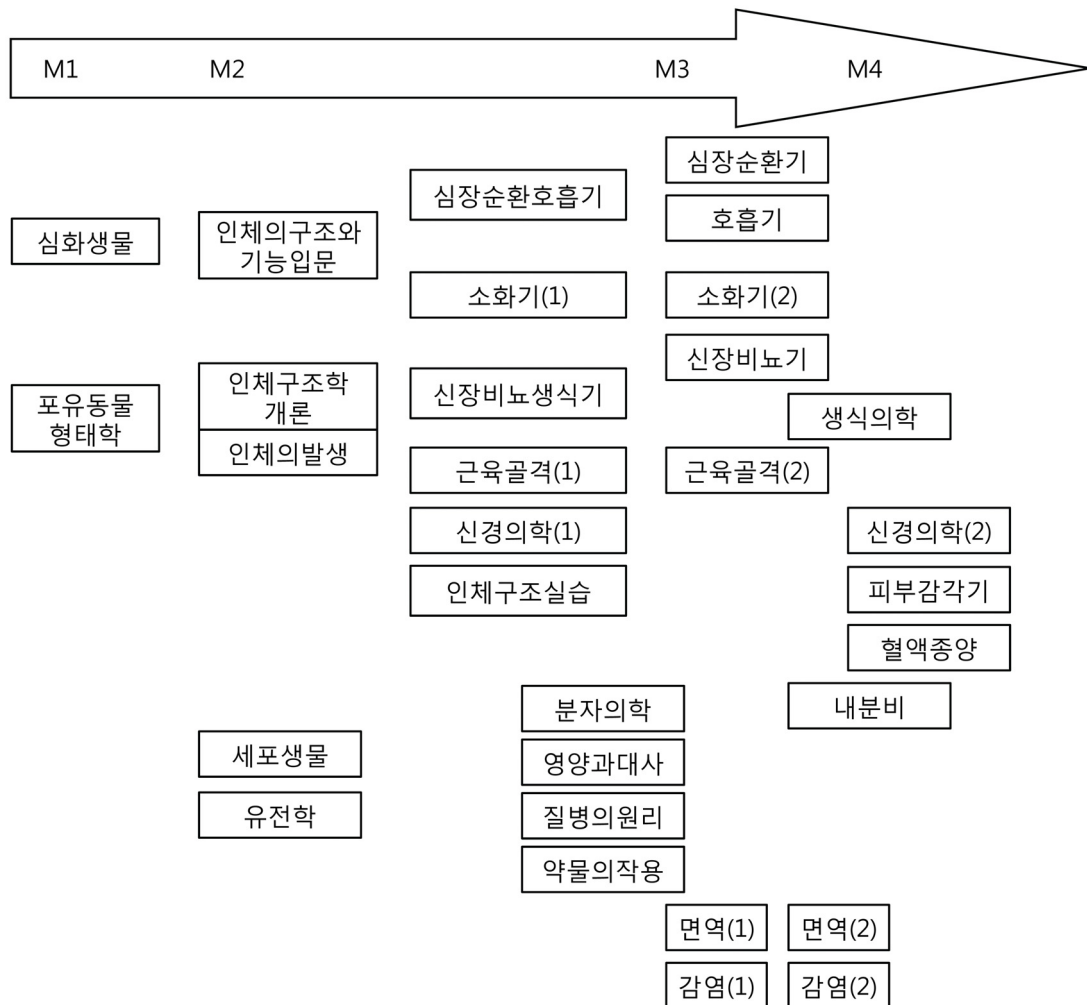 M1
M2
M3
M4
심장순환기
심장순환호흡기
호흡기
심화생물
인체의구조와
기능입문
소화기(1)
소화기(2)
신장비뇨기
포유동물
형태학
인체구조학
개론
신장비뇨생식기
생식의학
인체의발생
근육골격(1)
근육골격(2)
신경의학(1)
신경의학(2)
인체구조실습
피부감각기
혈액종양
분자의학
내분비
세포생물
영양과대사
유전학
질병의원리
약물의작용
면역(1)
면역(2)
감염(1)
감염(2)